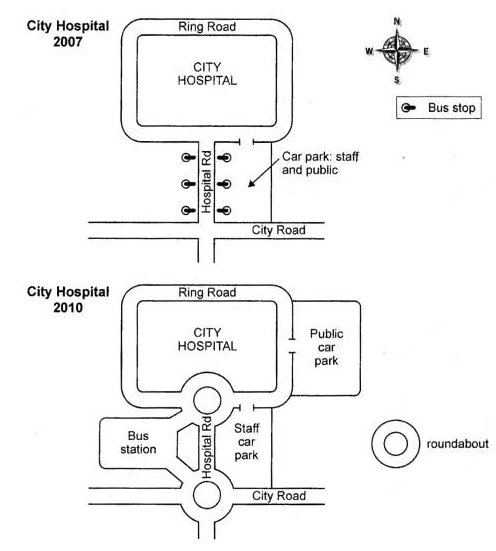 City Hospital
2007
Ring Road
CITY
HOSPITAL
N
W
E
S
Bus stop
Hospital Rd
Car park: staff
and public
City Road
City Hospital
2010
Ring Road
CITY
HOSPITAL
Public
car
park
Bus
station
Hospital Rd
Staff
car
park
roundabout
City Road